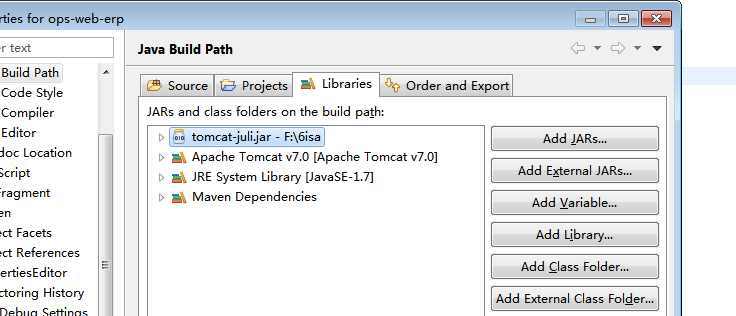 rties for ops-web-erp
er text
Build Path
Code Style
Compiler
Editor
doc Location
Script
Fragment
en
ect Facets
ect References
ertiesEditor
ctoring History
Debug Settings
Java Build Path
Source
Projects
Libraries
Order and Export
JARs and class folders on the build path:
tomcat-juli.jar - F:\6isa
Apache Tomcat v7.0 [Apache Tomcat v7.0]
JRE System Library [JavaSE-1.7]
Maven Dependencies
Add JARs...
Add External JARs...
Add Variable...
Add Library...
Add Class Folder...
Add External Class Folder...